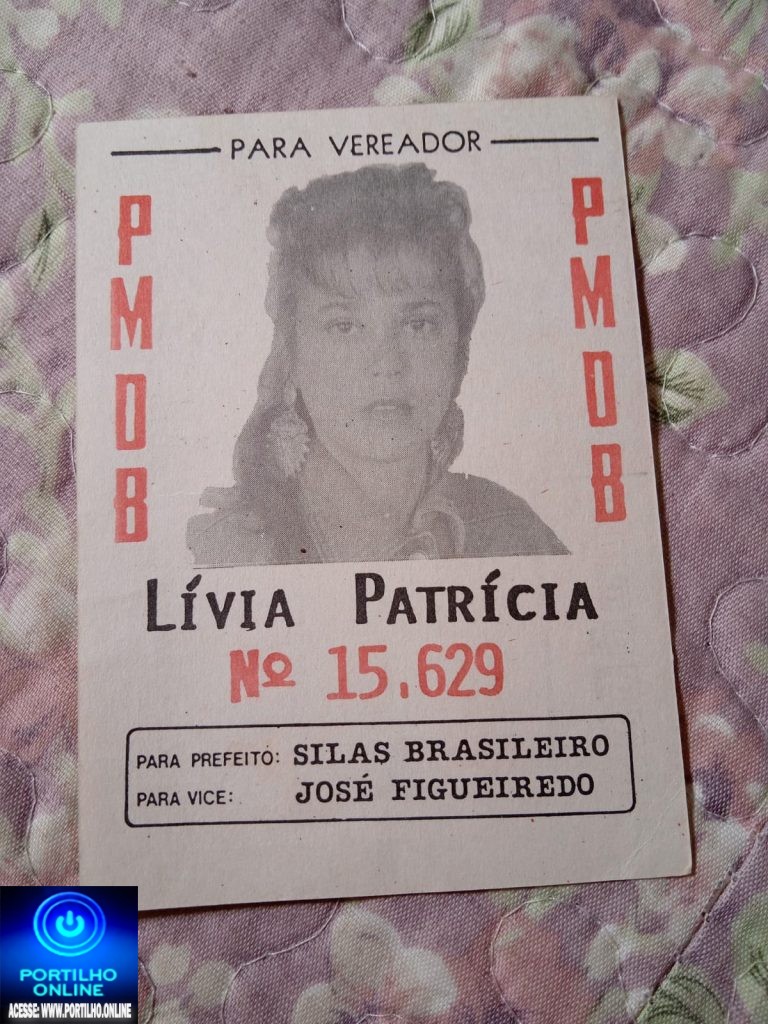 PARA VEREADOR
PMDB
PMDB
LÍVIA PATRÍCIA
Nº 15.629
PARA PREFEITO: SILAS BRASILEIRO
PARA VICE: JOSÉ FIGUEIREDO
PORTILHO
ONLINE
ACESSE: WWW.PORTILHO.ONLINE